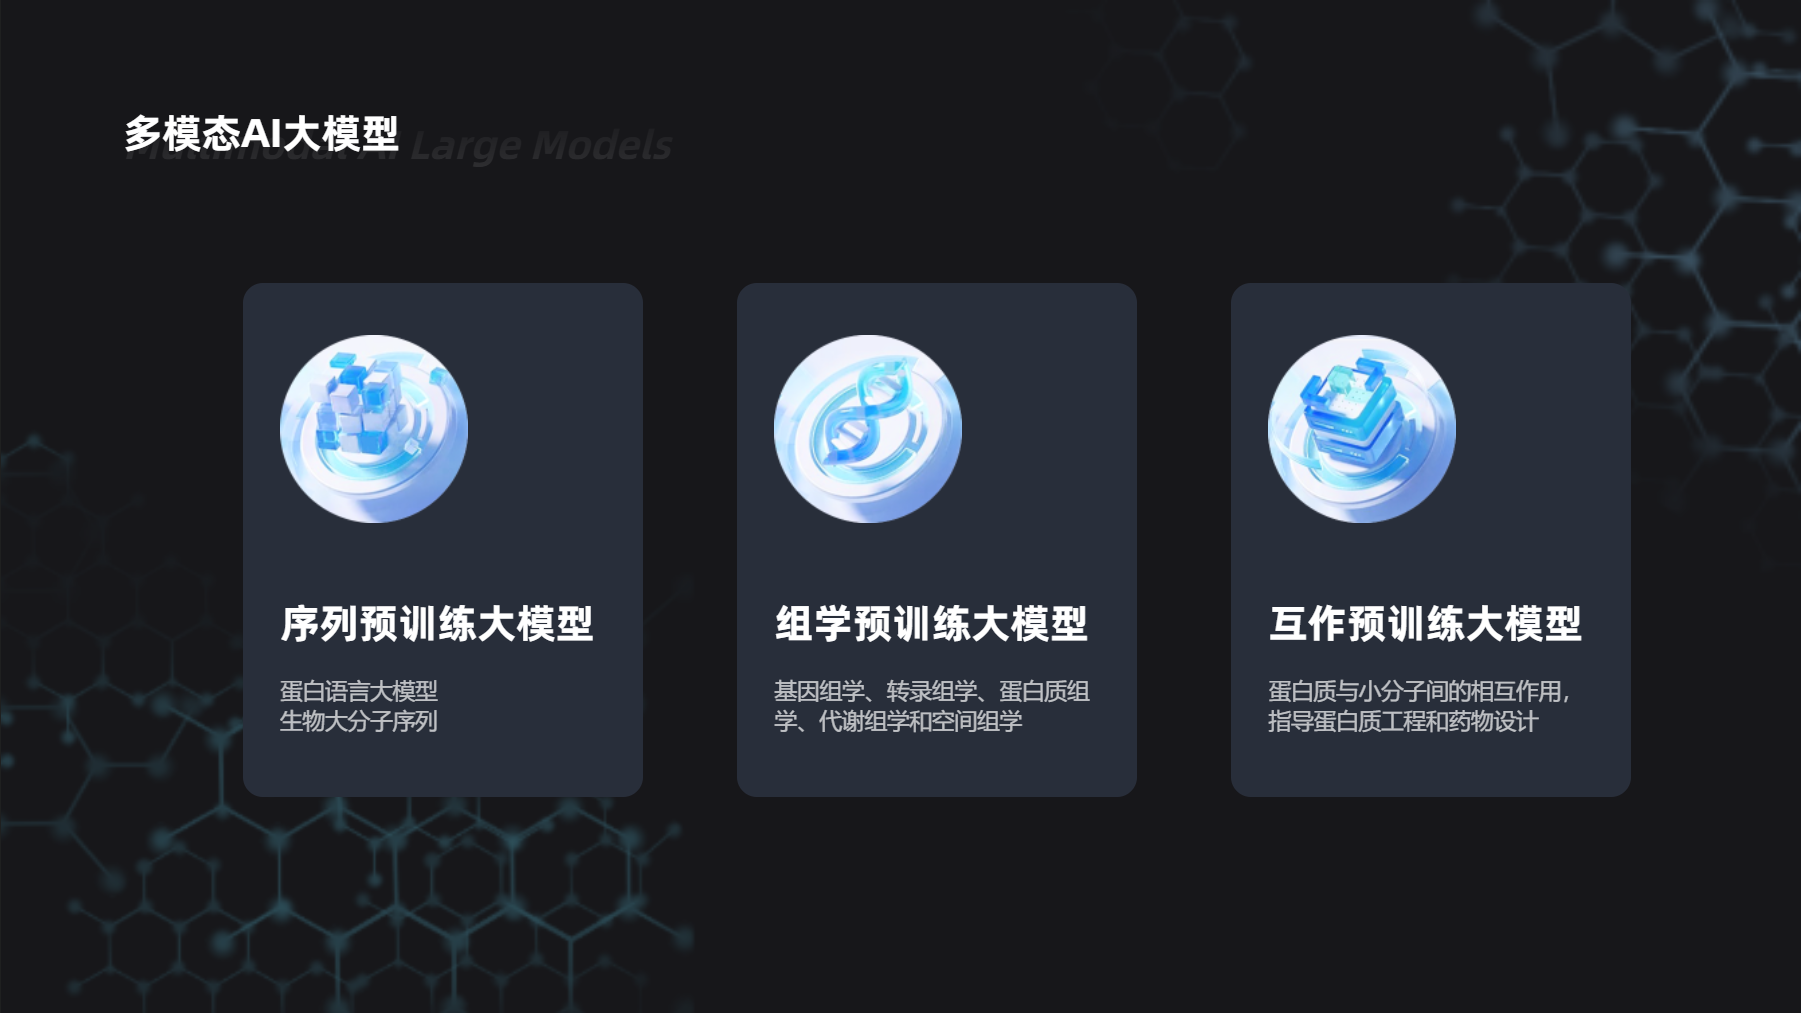 多模态AI大模型
Multimodal AI Large Models
序列预训练大模型
蛋白语言大模型
生物大分子序列
组学预训练大模型
基因组学、转录组学、蛋白质组
学、代谢组学和空间组学
互作预训练大模型
蛋白质与小分子间的相互作用，
指导蛋白质工程和药物设计